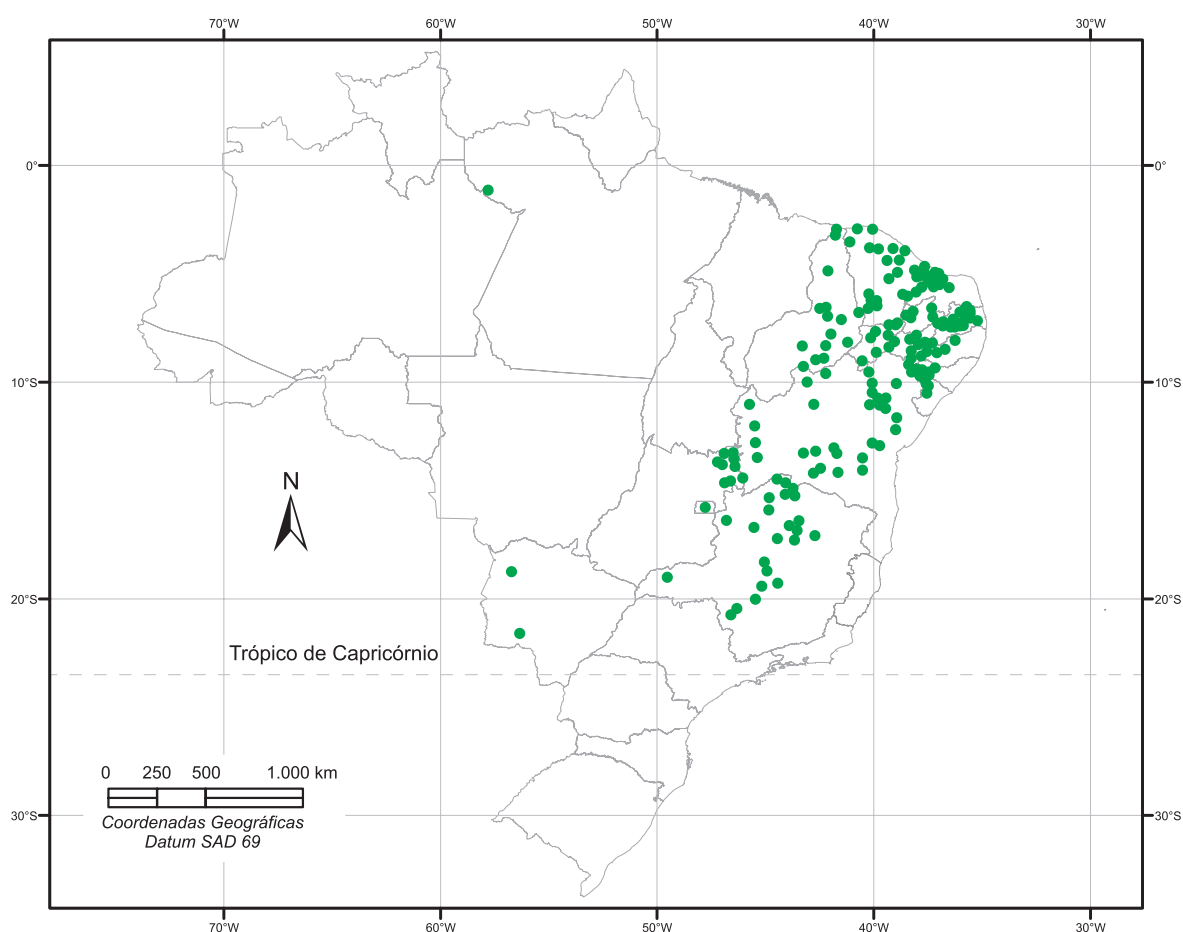 70°W 60°W 50°W 40°W 30°W
0° 0°
10°S 10°S
N
20°S 20°S
Trópico de Capricórnio
0 250 500 1.000 km
30°S 30°S
Coordenadas Geográficas
Datum SAD 69
70°W 60°W 50°W 40°W 30°W